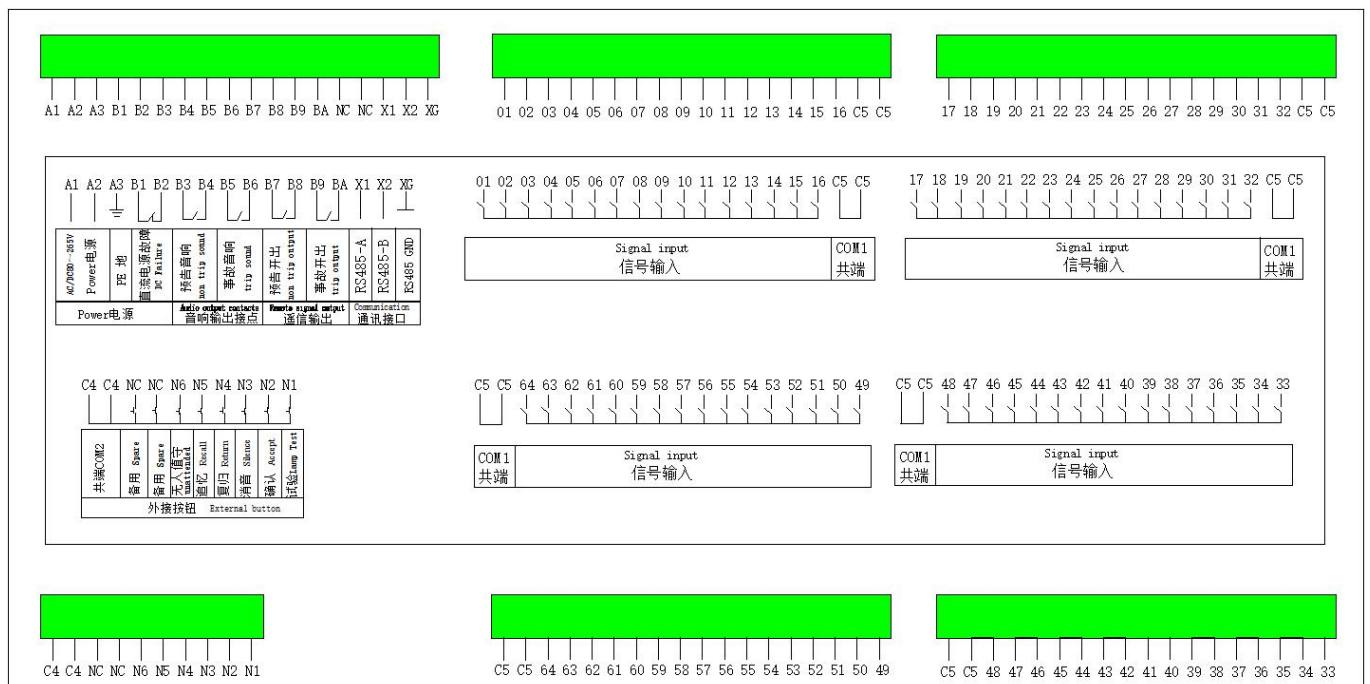 A1 A2 A3 B1 B2 B3 B4 B5 B6 B7 B8 B9 BA NC NC X1 X2 XG
01 02 03 04 05 06 07 08 09 10 11 12 13 14 15 16 C5 C5
17 18 19 20 21 22 23 24 25 26 27 28 29 30 31 32 C5 C5
A1 A2 A3 B1 B2 B3 B4 B5 B6 B7 B8 B9 BA X1 X2 XG
AC/DC80~265V
Power电源
PE 地
直流电源故障
DC Failure
预告音响
non trip sound
事故音响
trip sound
预告开出
non trip output
事故开出
trip output
RS485-A
RS485-B
RS485 GND
Power电源
Audio output contacts
音响输出接点
Remote signal output
遥信输出
Communication
通讯接口
01 02 03 04 05 06 07 08 09 10 11 12 13 14 15 16 C5 C5
Signal input
信号输入
COM1
共端
17 18 19 20 21 22 23 24 25 26 27 28 29 30 31 32 C5 C5
Signal input
信号输入
COM1
共端
C4 C4 NC NC N6 N5 N4 N3 N2 N1
共端COM2
备用 Spare
备用 Spare
无人值守
unattended
追忆 Recall
复归 Return
消音 Silence
确认 Accept
试验Lamp Test
外接按钮 External button
C5 C5 64 63 62 61 60 59 58 57 56 55 54 53 52 51 50 49
COM1
共端
Signal input
信号输入
C5 C5 48 47 46 45 44 43 42 41 40 39 38 37 36 35 34 33
COM1
共端
Signal input
信号输入
C4 C4 NC NC N6 N5 N4 N3 N2 N1
C5 C5 64 63 62 61 60 59 58 57 56 55 54 53 52 51 50 49
C5 C5 48 47 46 45 44 43 42 41 40 39 38 37 36 35 34 33